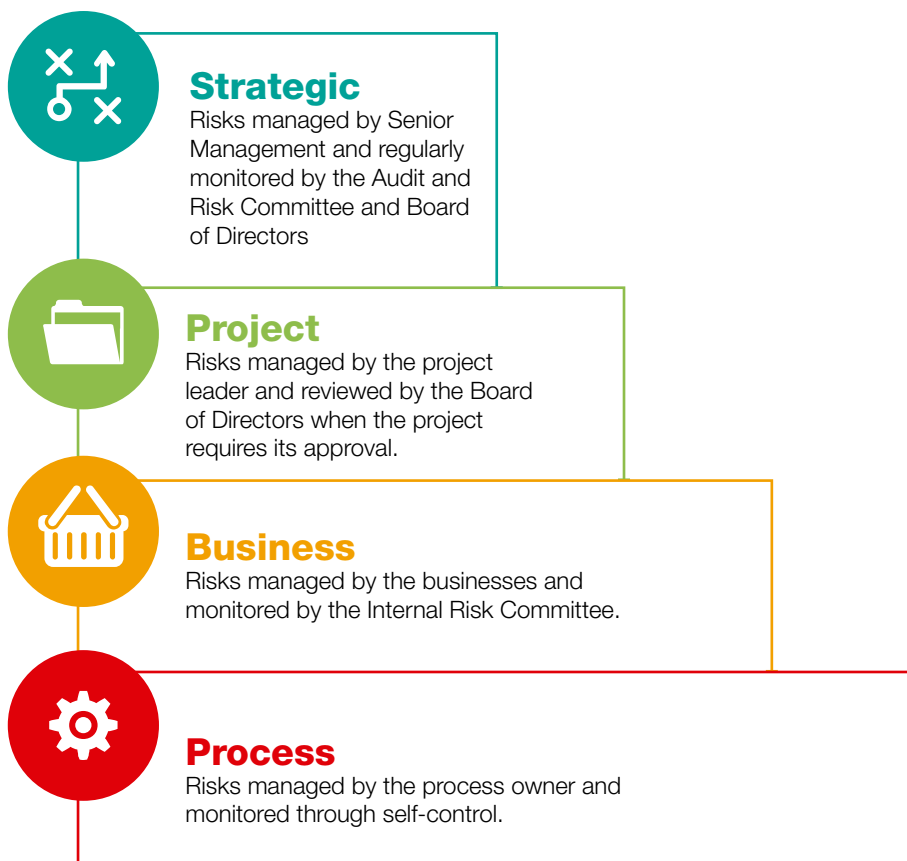 Strategic
Risks managed by Senior
Management and regularly
monitored by the Audit and
Risk Committee and Board
of Directors
Project
Risks managed by the project
leader and reviewed by the Board
of Directors when the project
requires its approval.
Business
Risks managed by the businesses and
monitored by the Internal Risk Committee.
Process
Risks managed by the process owner and
monitored through self-control.